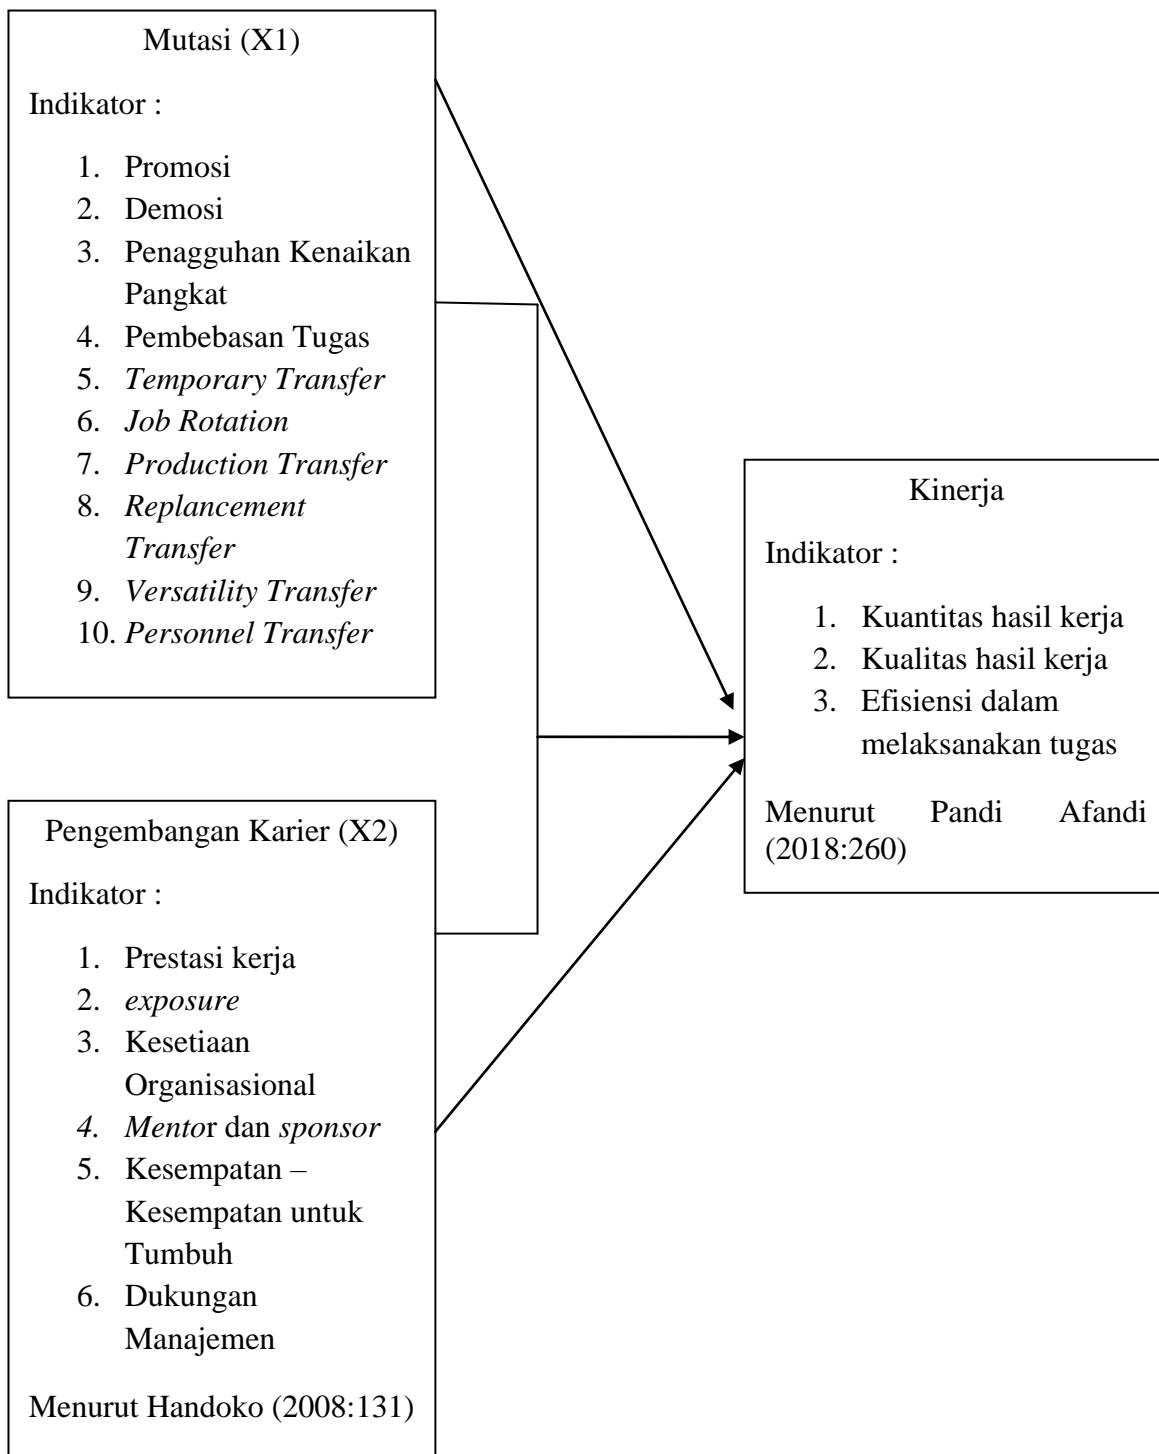 Mutasi (X1)
Indikator :
1. Promosi
2. Demosi
3. Penagguhan Kenaikan
Pangkat
4. Pembebasan Tugas
5. Temporary Transfer
6. Job Rotation
7. Production Transfer
8. Replancement
Transfer
9. Versatility Transfer
10. Personnel Transfer
Pengembangan Karier (X2)
Indikator :
1. Prestasi kerja
2. exposure
3. Kesetiaan
Organisasional
4. Mentor dan sponsor
5. Kesempatan –
Kesempatan untuk
Tumbuh
6. Dukungan
Manajemen
Menurut Handoko (2008:131)
Kinerja
Indikator :
1. Kuantitas hasil kerja
2. Kualitas hasil kerja
3. Efisiensi dalam
melaksanakan tugas
Menurut Pandi Afandi
(2018:260)